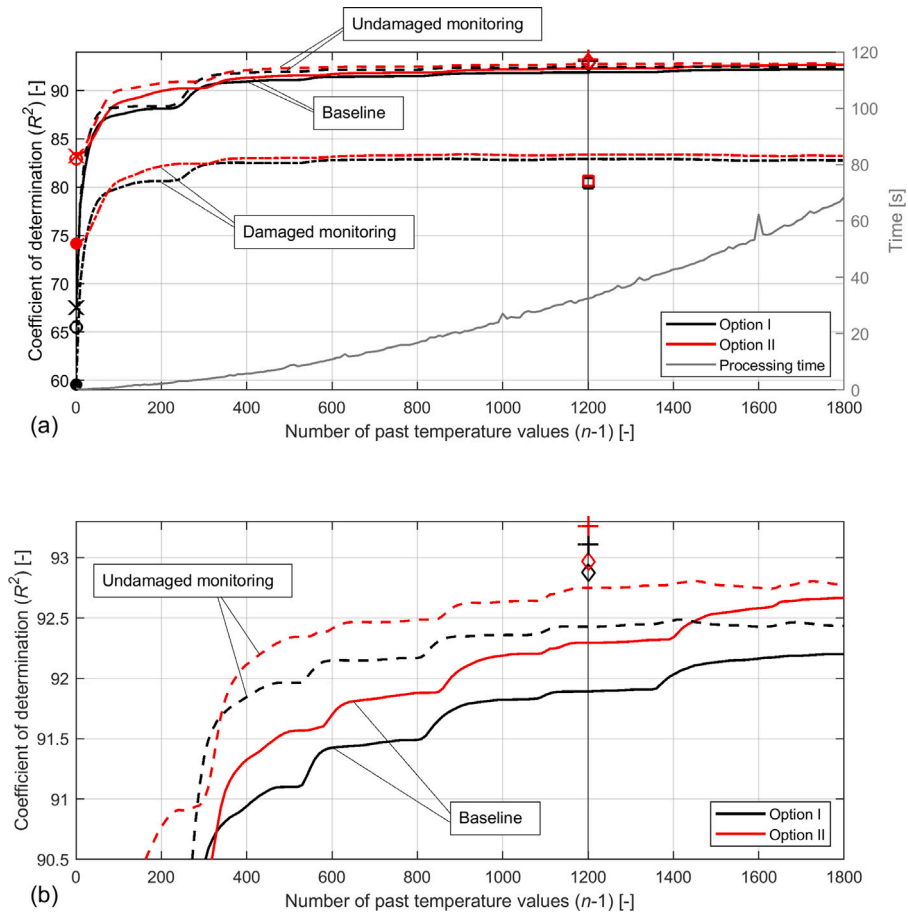 Undamaged monitoring
Baseline
Damaged monitoring
Coefficient of determination (R²) [-]
90
85
80
75
70
65
60
120
100
80
60
40
20
0
Time [s]
Option I
Option II
Processing time
0 200 400 600 800 1000 1200 1400 1600 1800
(a) Number of past temperature values (n-1) [-]
Coefficient of determination (R²) [-]
93
92.5
92
91.5
91
90.5
Undamaged monitoring
Baseline
Option I
Option II
0 200 400 600 800 1000 1200 1400 1600 1800
(b) Number of past temperature values (n-1) [-]